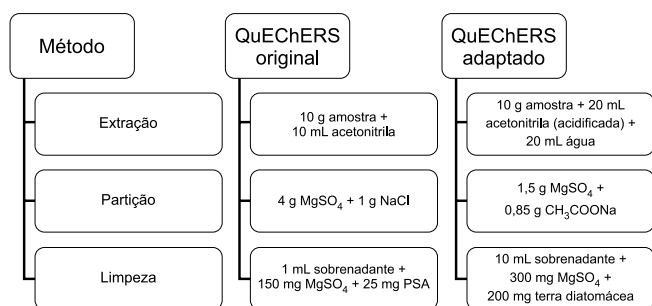 Método
QuEChERS
original
QuEChERS
adaptado
Extração
10 g amostra +
10 mL acetonitrila
10 g amostra + 20 mL
acetonitrila (acidificada) +
20 mL água
Partição
4 g MgSO₄ + 1 g NaCl
1,5 g MgSO₄ +
0,85 g CH₃COONa
Limpeza
1 mL sobrenadante +
150 mg MgSO₄ + 25 mg PSA
10 mL sobrenadante +
300 mg MgSO₄ +
200 mg terra diatomácea